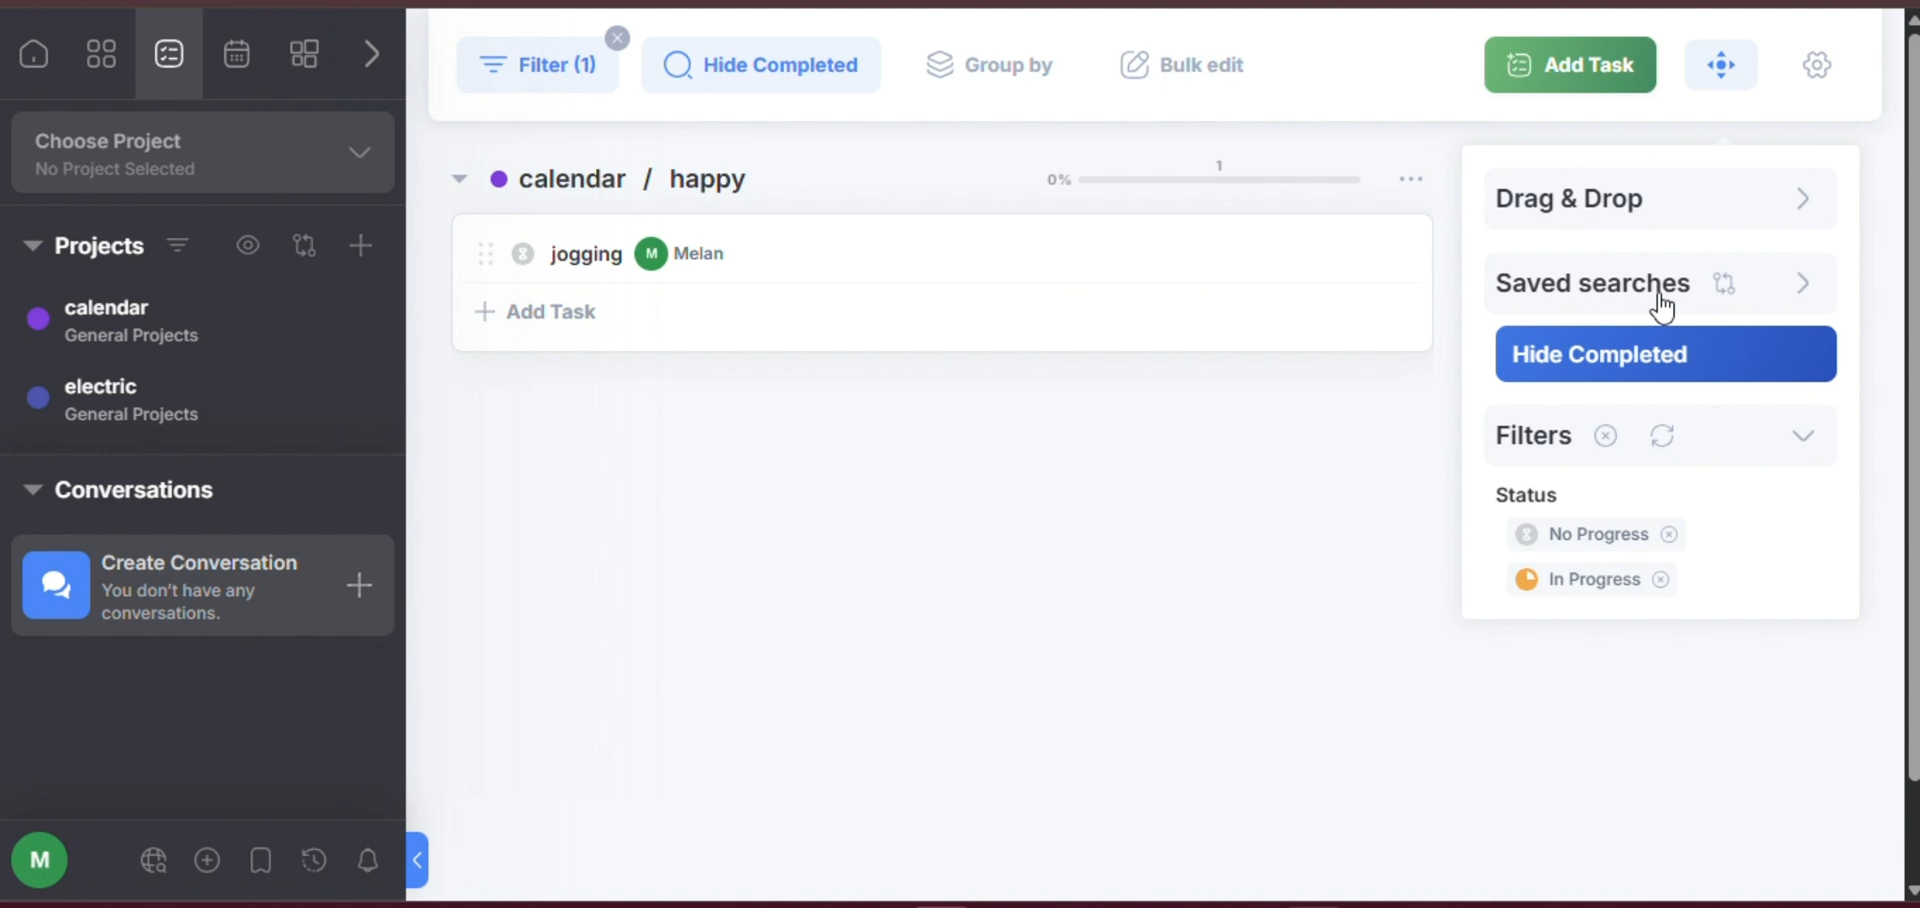 Filter (1)
Hide Completed
Group by
Bulk edit
Add Task
Choose Project
No Project Selected
Projects
calendar
General Projects
electric
General Projects
Conversations
Create Conversation
You don't have any
conversations.
M
calendar / happy
0%
1
jogging
M
Melan
Add Task
Drag & Drop
Saved searches
Hide Completed
Filters
Status
No Progress
In Progress